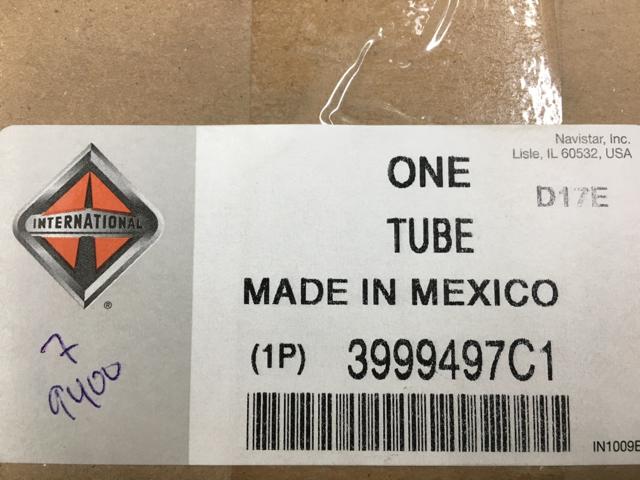 Navistar, Inc.
Lisle, IL 60532, USA
ONE
D17E
TUBE
INTERNATIONAL
®
MADE IN MEXICO
(1P) 3999497C1
7
9400
IN1009E